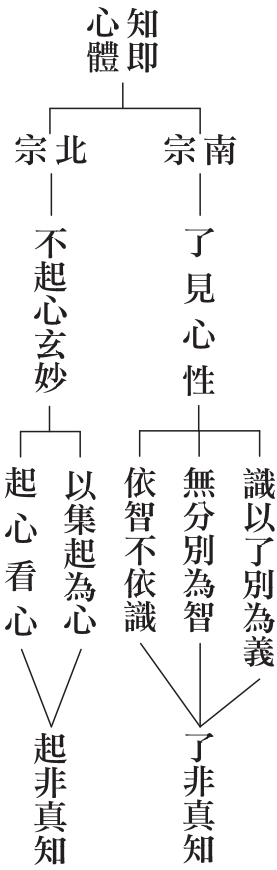 知即
心體
南宗
北宗
了見心性
不起心玄妙
識以了別為義
無分別為智
依智不依識
以集起為心
起心看心
了非真知
起非真知